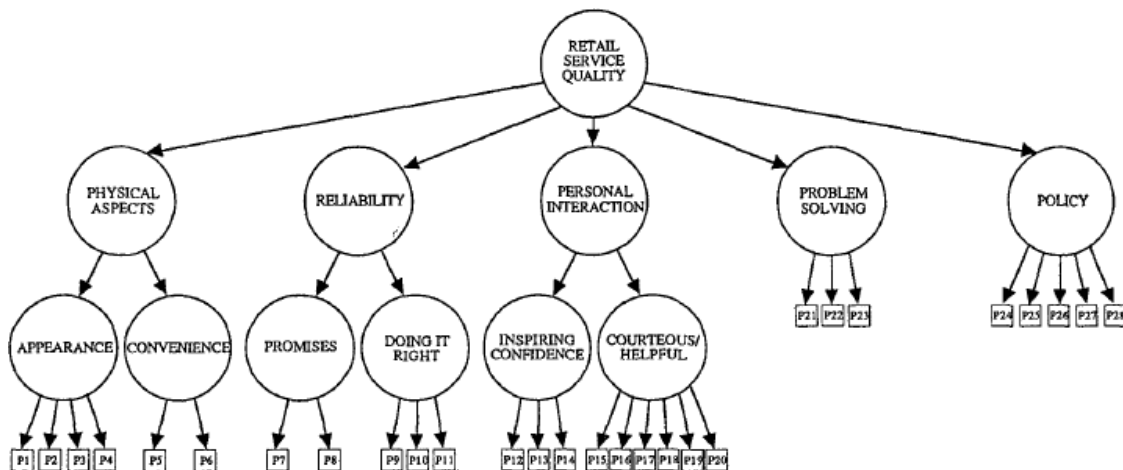 RETAIL
SERVICE
QUALITY
PHYSICAL
ASPECTS
RELIABILITY
PERSONAL
INTERACTION
PROBLEM
SOLVING
POLICY
P21 P22 P23
P24 P25 P26 P27 P28
APPEARANCE
CONVENIENCE
PROMISES
DOING IT
RIGHT
INSPIRING
CONFIDENCE
COURTEOUS/
HELPFUL
P1 P2 P3 P4 P5 P6 P7 P8 P9 P10 P11 P12 P13 P14 P15 P16 P17 P18 P19 P20